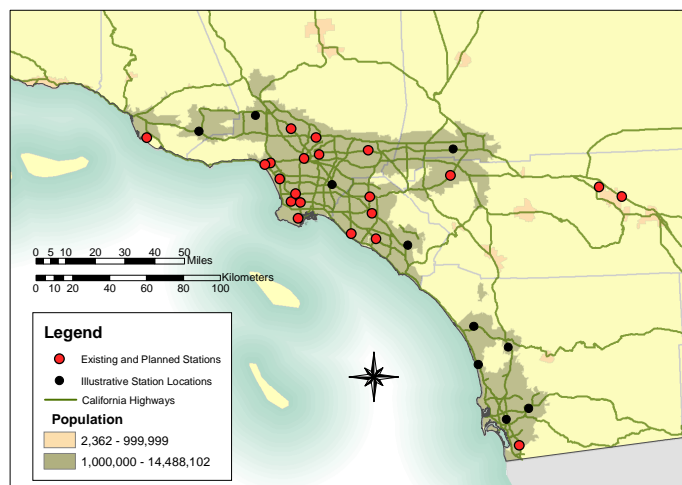 0 5 10 20 30 40 50
Miles
Kilometers
0 10 20 40 60 80 100
Legend
Existing and Planned Stations
Illustrative Station Locations
California Highways
Population
2,362 - 999,999
1,000,000 - 14,488,102